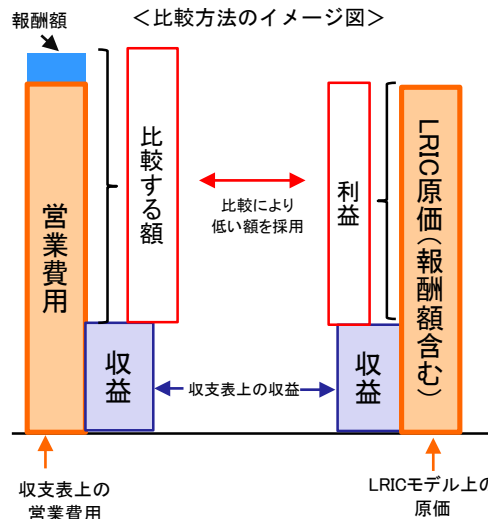 ＜比較方法のイメージ図＞
報酬額
営業費用
比較する額
収益
比較により
低い額を採用
利益
収益
LRIC原価(報酬額含む)
収支表上の収益
収支表上の
営業費用
LRICモデル上の
原価